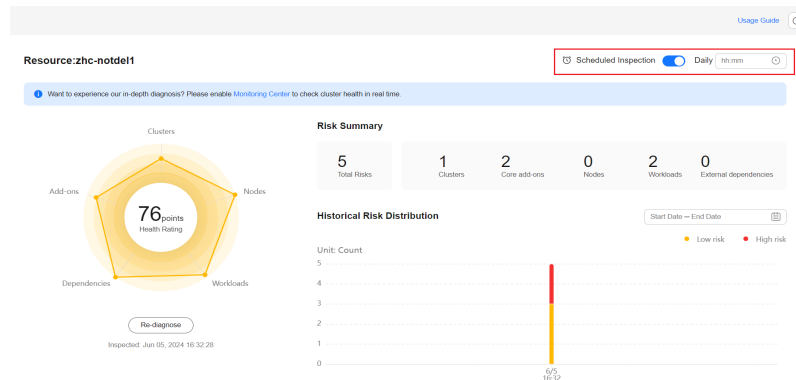 Usage Guide
Resource:zhc-notdel1
Scheduled Inspection Daily hh:mm
Want to experience our in-depth diagnosis? Please enable Monitoring Center to check cluster health in real time.
Clusters
Add-ons
Nodes
76points
Health Rating
Dependencies
Workloads
Re-diagnose
Inspected: Jun 05, 2024 16:32:28
Risk Summary
5
Total Risks
1
Clusters
2
Core add-ons
0
Nodes
2
Workloads
0
External dependencies
Historical Risk Distribution
Start Date – End Date
Low risk High risk
Unit: Count
5
4
3
2
1
0
6/5
16:32